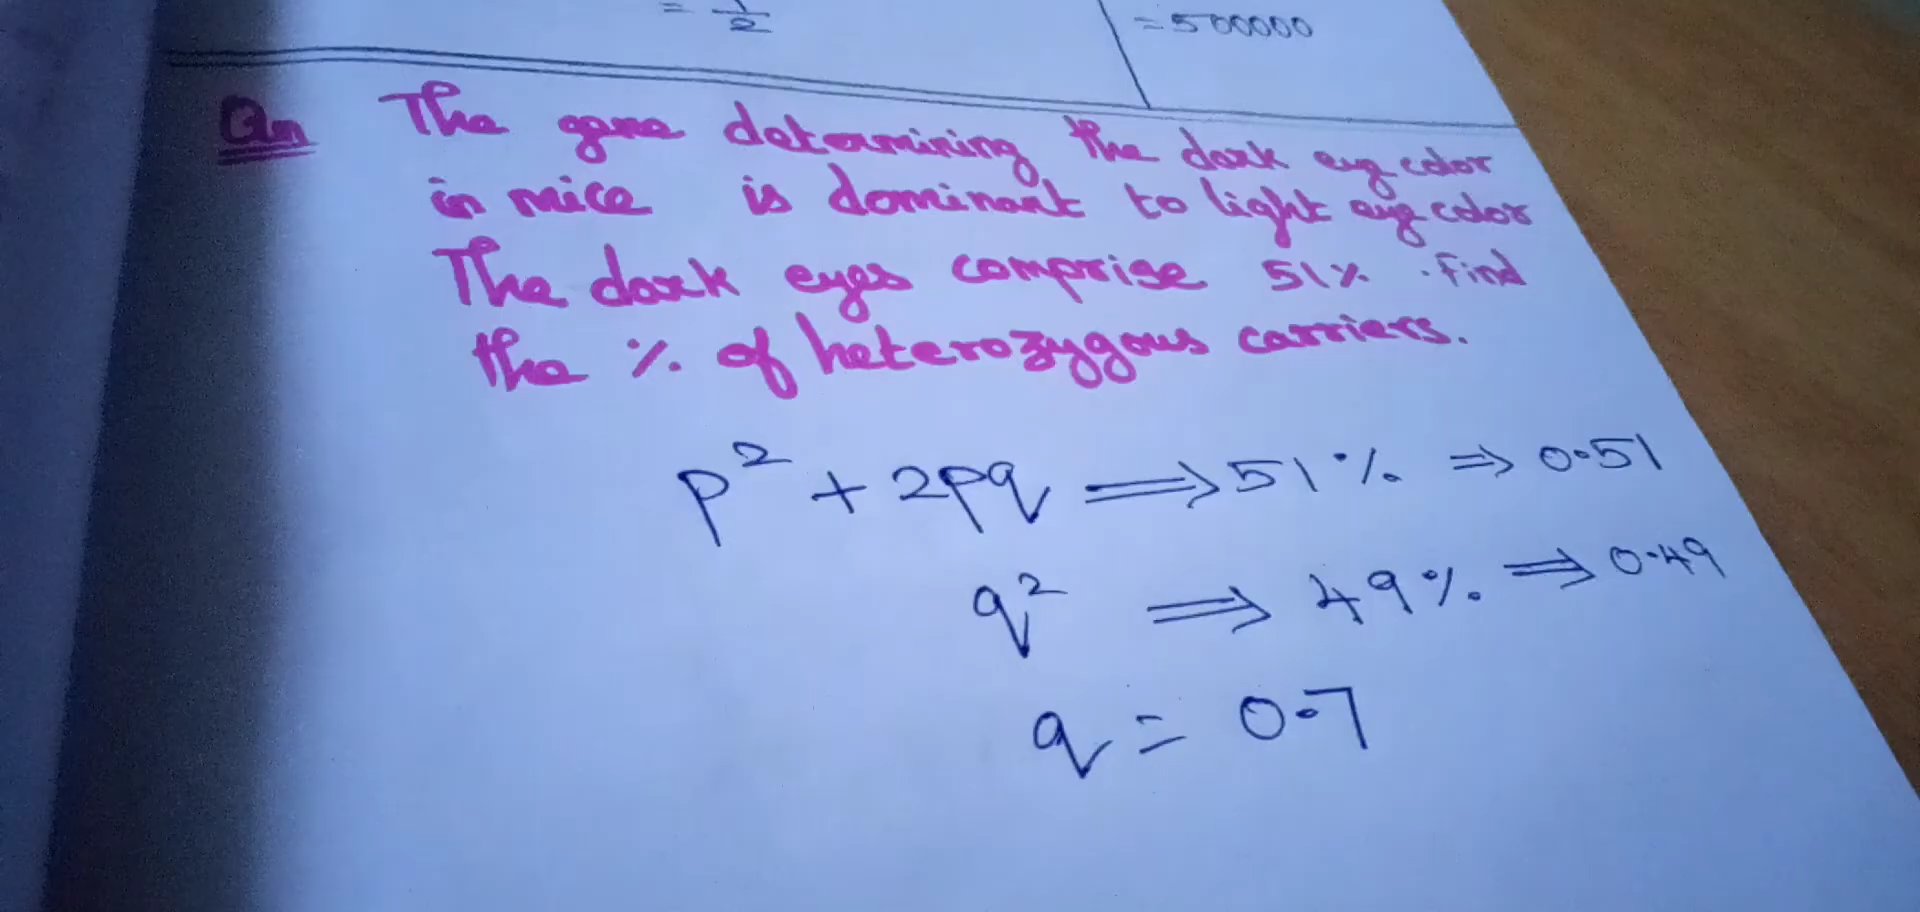 = 1/2
= 500000
Qn The gene determining the dark eye color
in mice is dominant to light eye color
The dark eyes comprise 51% . Find
the % of heterozygous carriers.
p² + 2pq ⟹ 51% ⇒ 0.51
q² ⟹ 49% ⟹ 0.49
q = 0.7